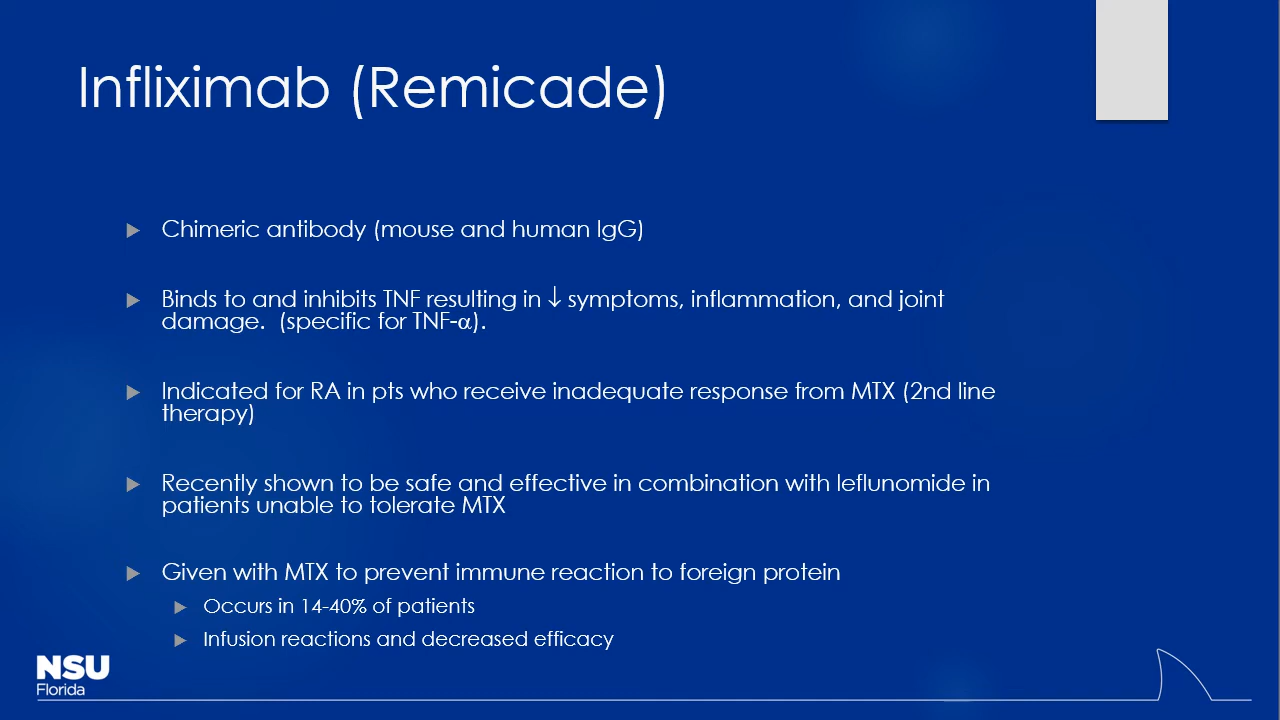 Infliximab (Remicade)
Chimeric antibody (mouse and human IgG)
Binds to and inhibits TNF resulting in ↓ symptoms, inflammation, and joint
damage.  (specific for TNF-α).
Indicated for RA in pts who receive inadequate response from MTX (2nd line
therapy)
Recently shown to be safe and effective in combination with leflunomide in
patients unable to tolerate MTX
Given with MTX to prevent immune reaction to foreign protein
Occurs in 14-40% of patients
Infusion reactions and decreased efficacy
NSU
Florida